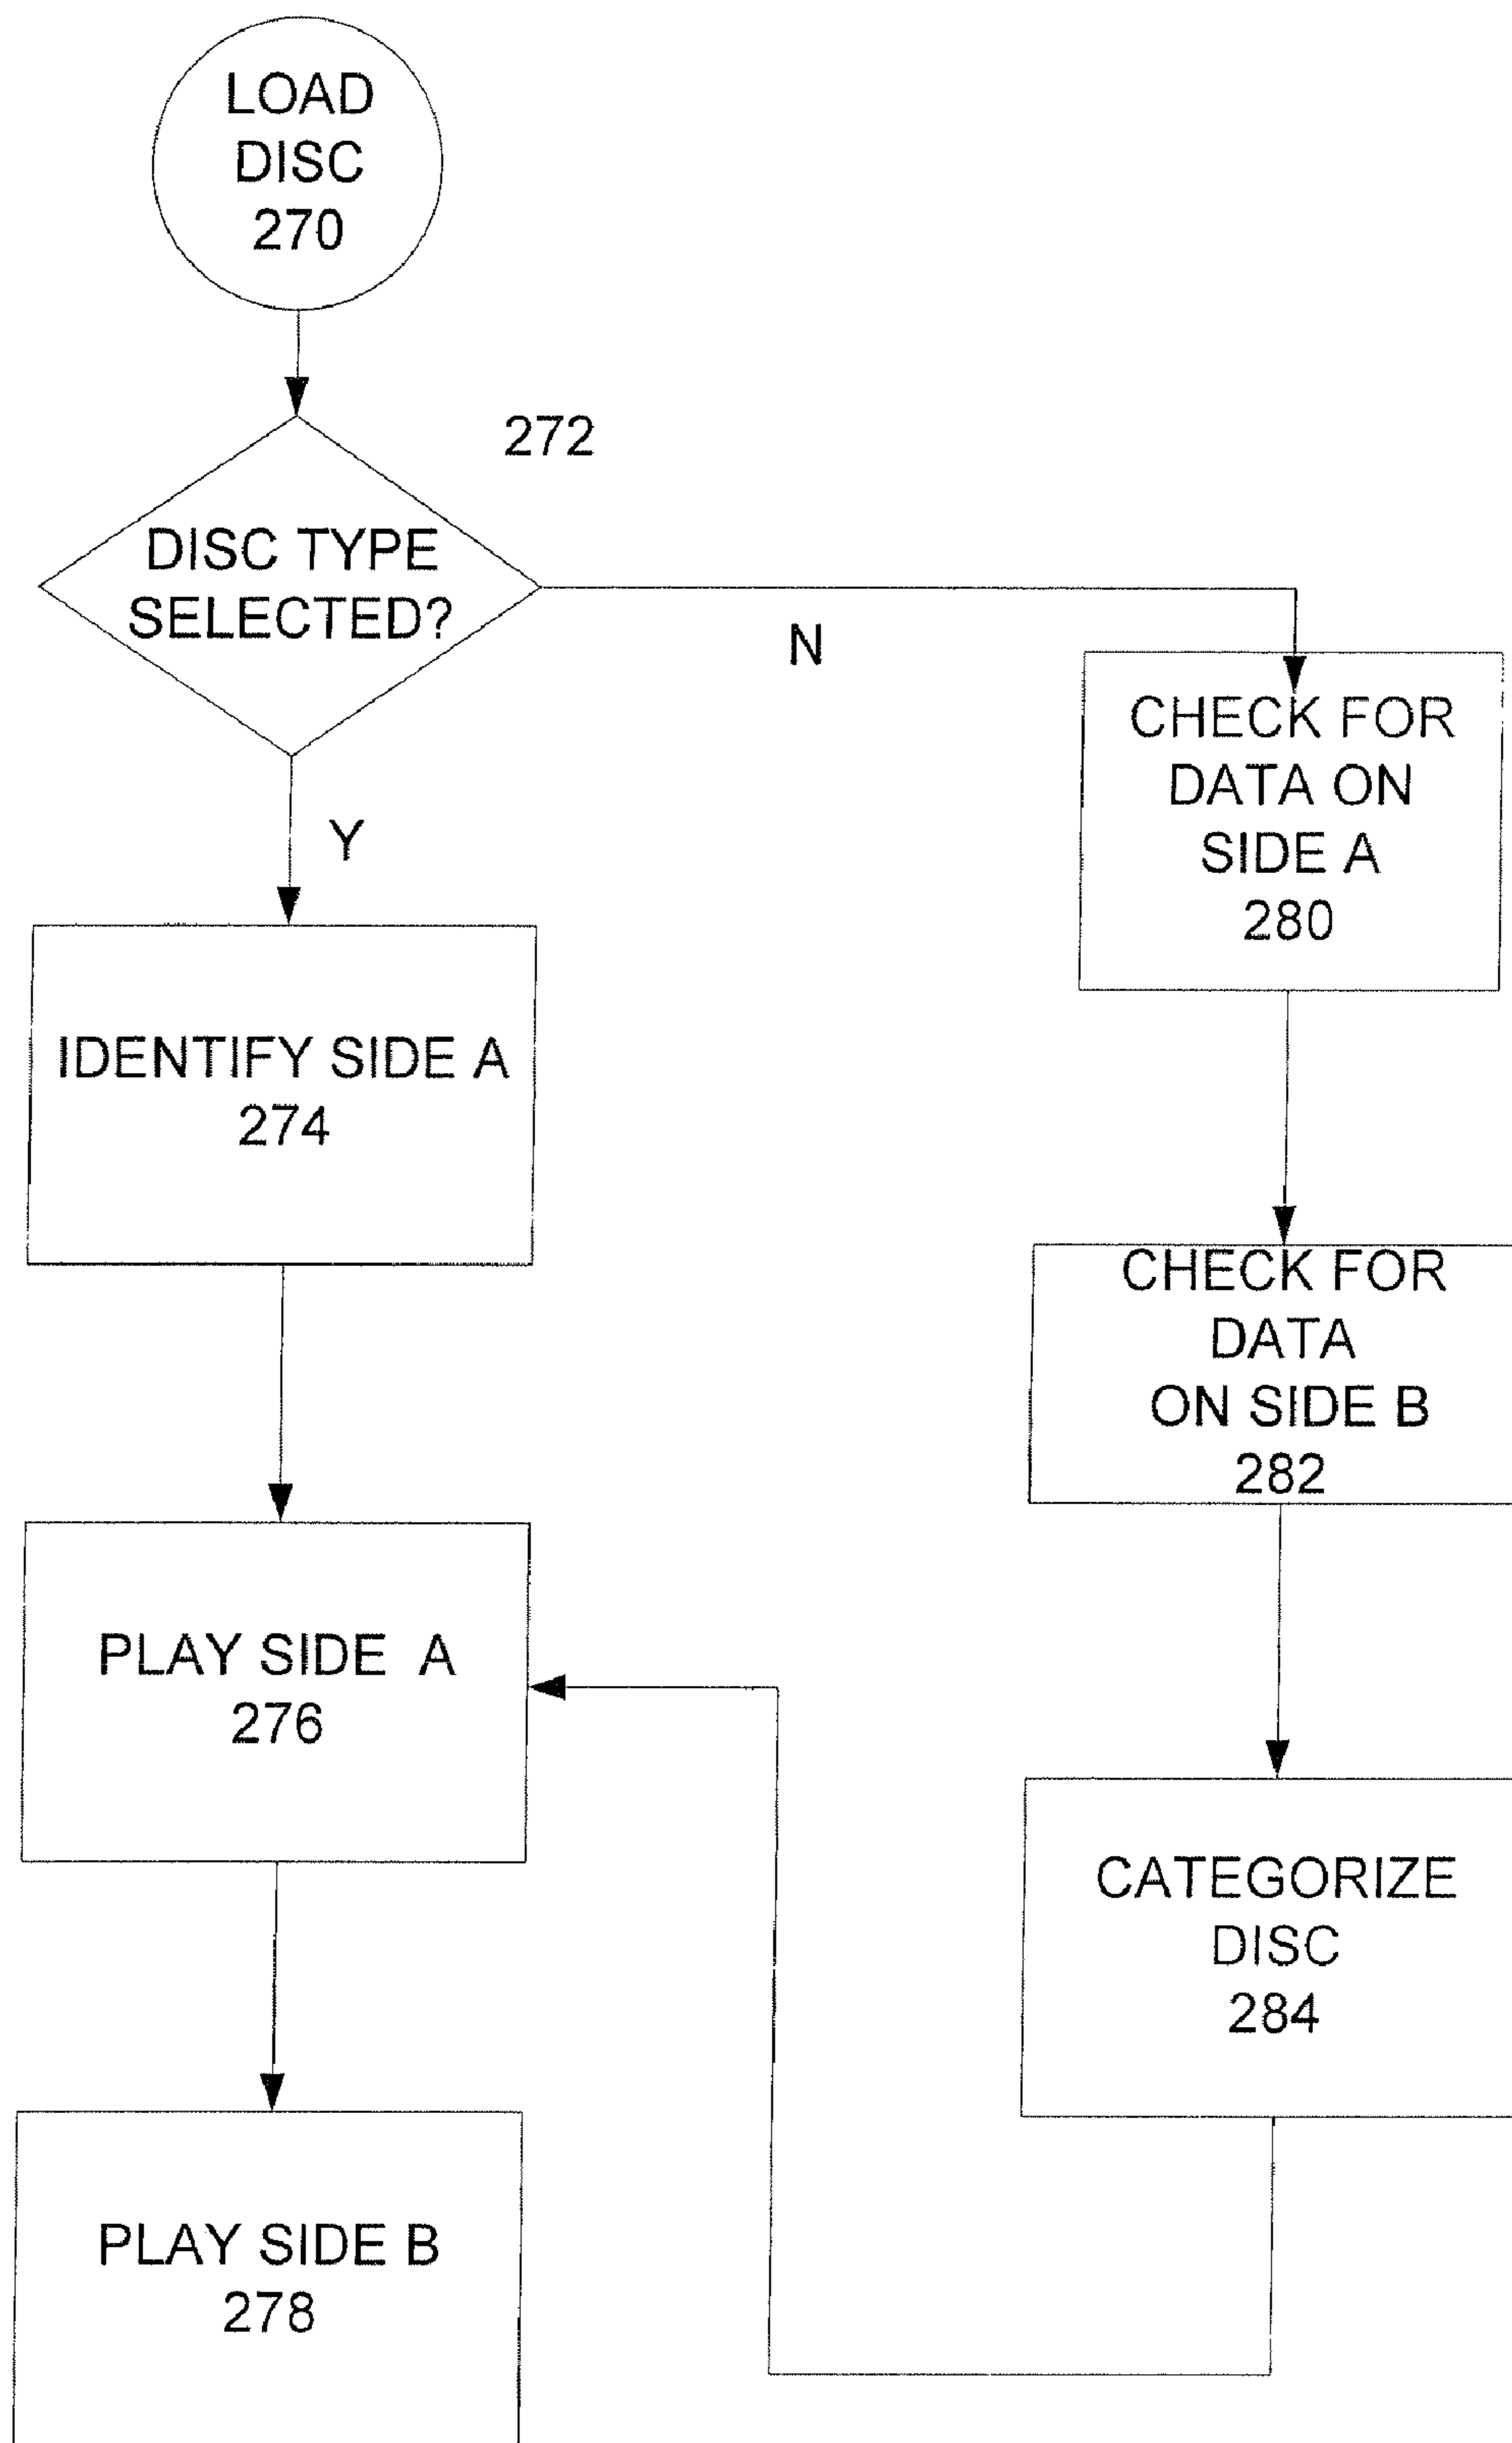 LOAD
DISC
270
272
DISC TYPE
SELECTED?
N
Y
CHECK FOR
DATA ON
SIDE A
280
IDENTIFY SIDE A
274
CHECK FOR
DATA
ON SIDE B
282
PLAY SIDE A
276
CATEGORIZE
DISC
284
PLAY SIDE B
278